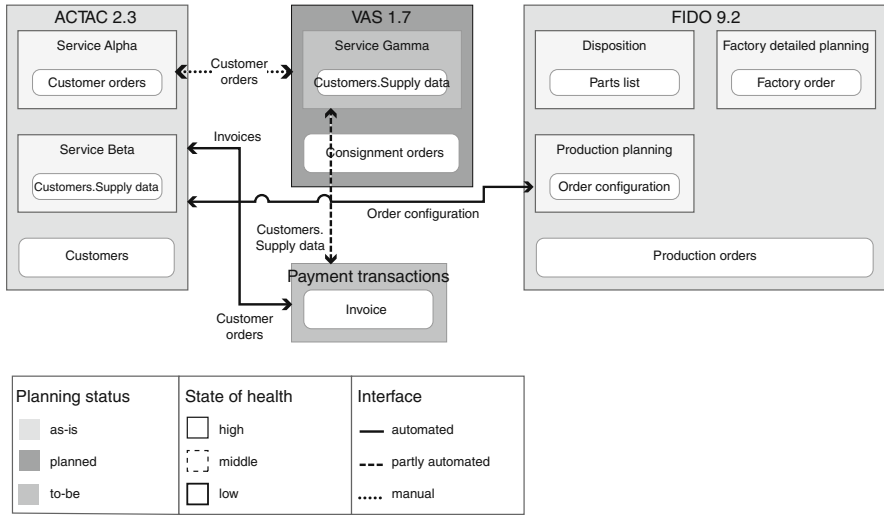 ACTAC 2.3
VAS 1.7
FIDO 9.2
Service Alpha
Customer orders
Customer
orders
Service Gamma
Customers.Supply data
Disposition
Parts list
Factory detailed planning
Factory order
Service Beta
Customers.Supply data
Invoices
Consignment orders
Production planning
Order configuration
Order configuration
Customers.
Supply data
Customers
Production orders
Payment transactions
Invoice
Customer
orders
Planning status
as-is
planned
to-be
State of health
high
middle
low
Interface
automated
partly automated
manual